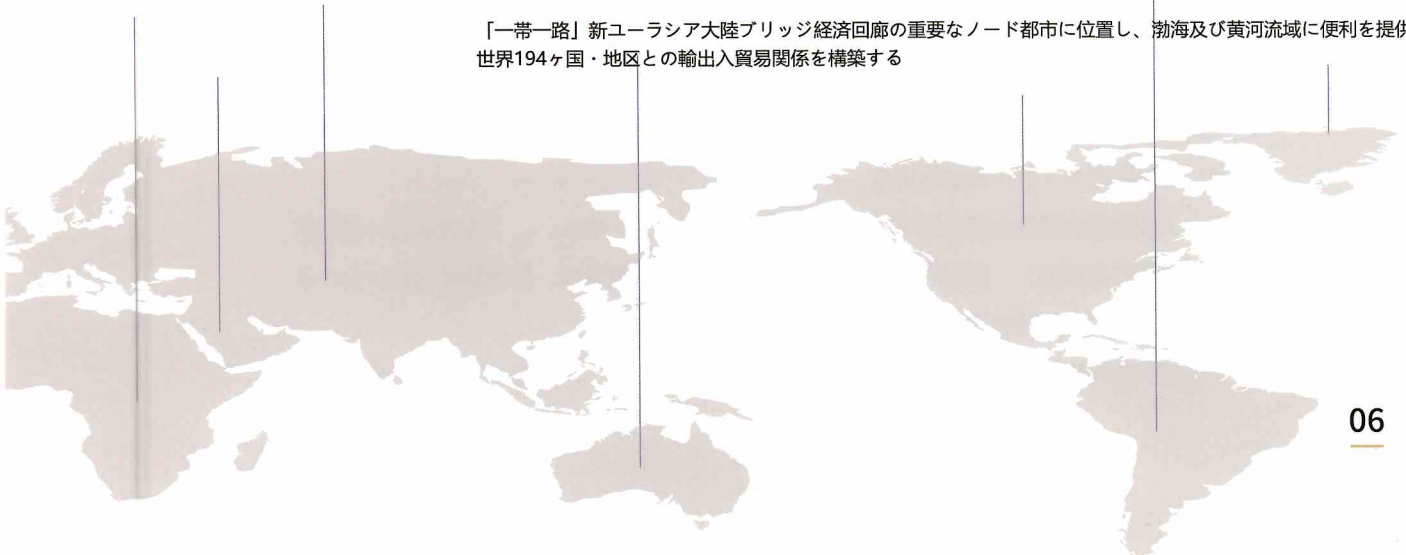 「一帯一路」新ユーラシア大陸ブリッジ経済回廊の重要なノード都市に位置し、渤海及び黄河流域に便利を提供
世界194ヶ国・地区との輸出入貿易関係を構築する
06